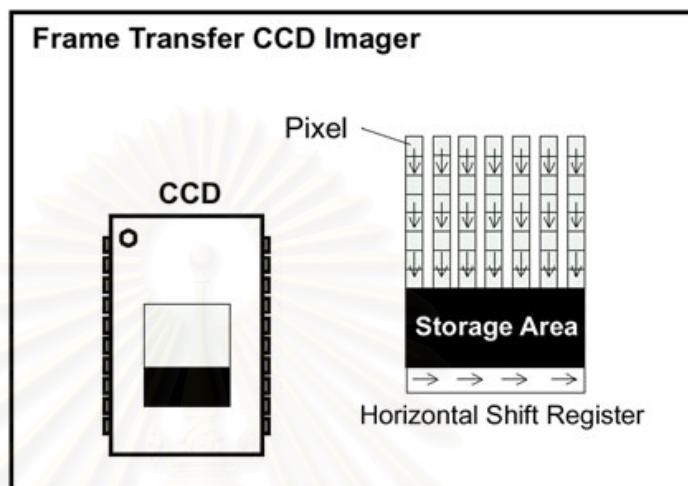 Frame Transfer CCD Imager
Pixel
CCD
Storage Area
Horizontal Shift Register